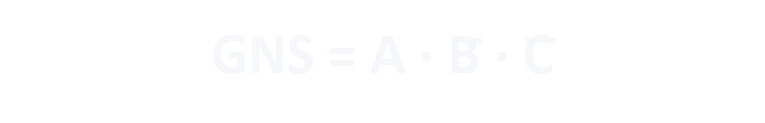 GNS = A · B̅ · C̅